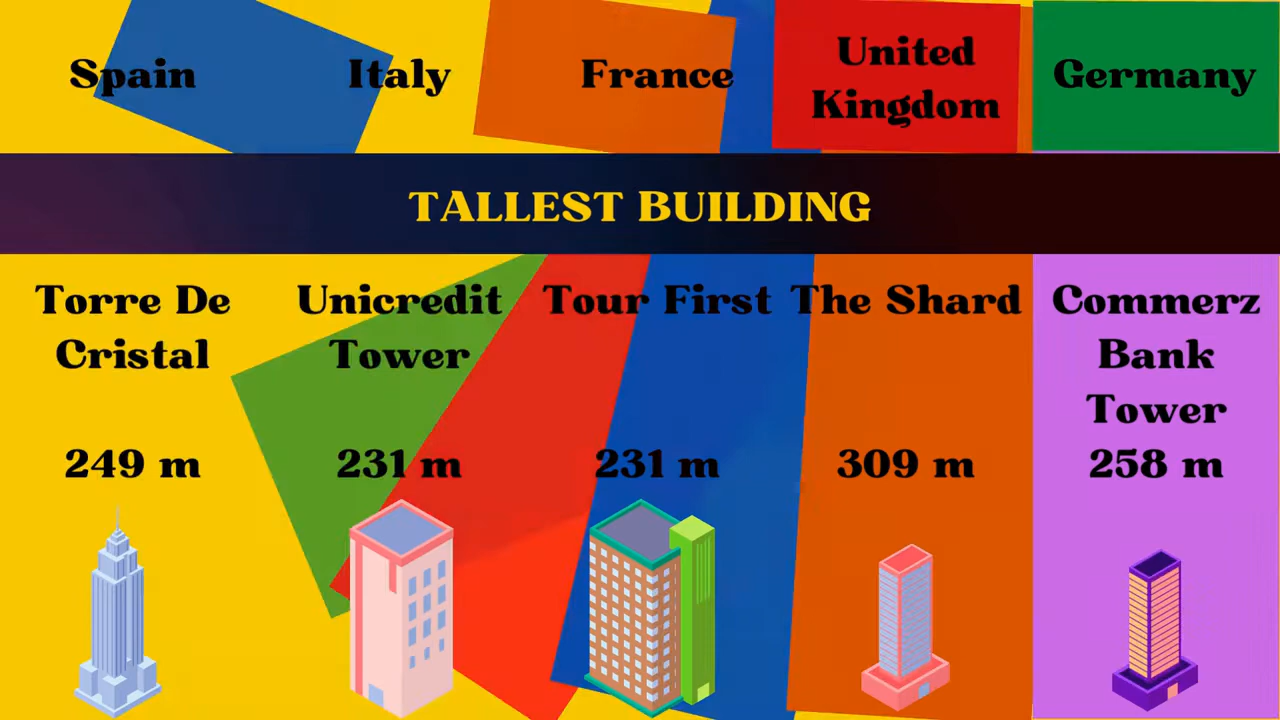 Spain
Italy
France
United
Kingdom
Germany
TALLEST BUILDING
Torre De
Cristal
249 m
Unicredit
Tower
231 m
Tour First
231 m
The Shard
309 m
Commerz
Bank
Tower
258 m